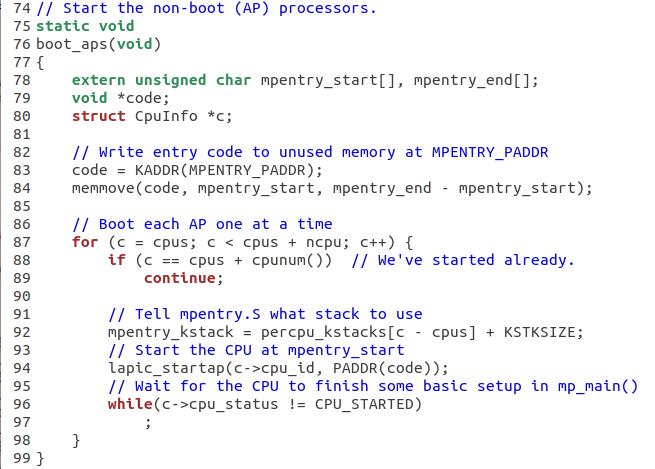 74 // Start the non-boot (AP) processors.
75 static void
76 boot_aps(void)
77 {
78     extern unsigned char mpentry_start[], mpentry_end[];
79     void *code;
80     struct CpuInfo *c;
81
82     // Write entry code to unused memory at MPENTRY_PADDR
83     code = KADDR(MPENTRY_PADDR);
84     memmove(code, mpentry_start, mpentry_end - mpentry_start);
85
86     // Boot each AP one at a time
87     for (c = cpus; c < cpus + ncpu; c++) {
88         if (c == cpus + cpunum())  // We've started already.
89             continue;
90
91         // Tell mpentry.S what stack to use
92         mpentry_kstack = percpu_kstacks[c - cpus] + KSTKSIZE;
93         // Start the CPU at mpentry_start
94         lapic_startap(c->cpu_id, PADDR(code));
95         // Wait for the CPU to finish some basic setup in mp_main()
96         while(c->cpu_status != CPU_STARTED)
97             ;
98     }
99 }